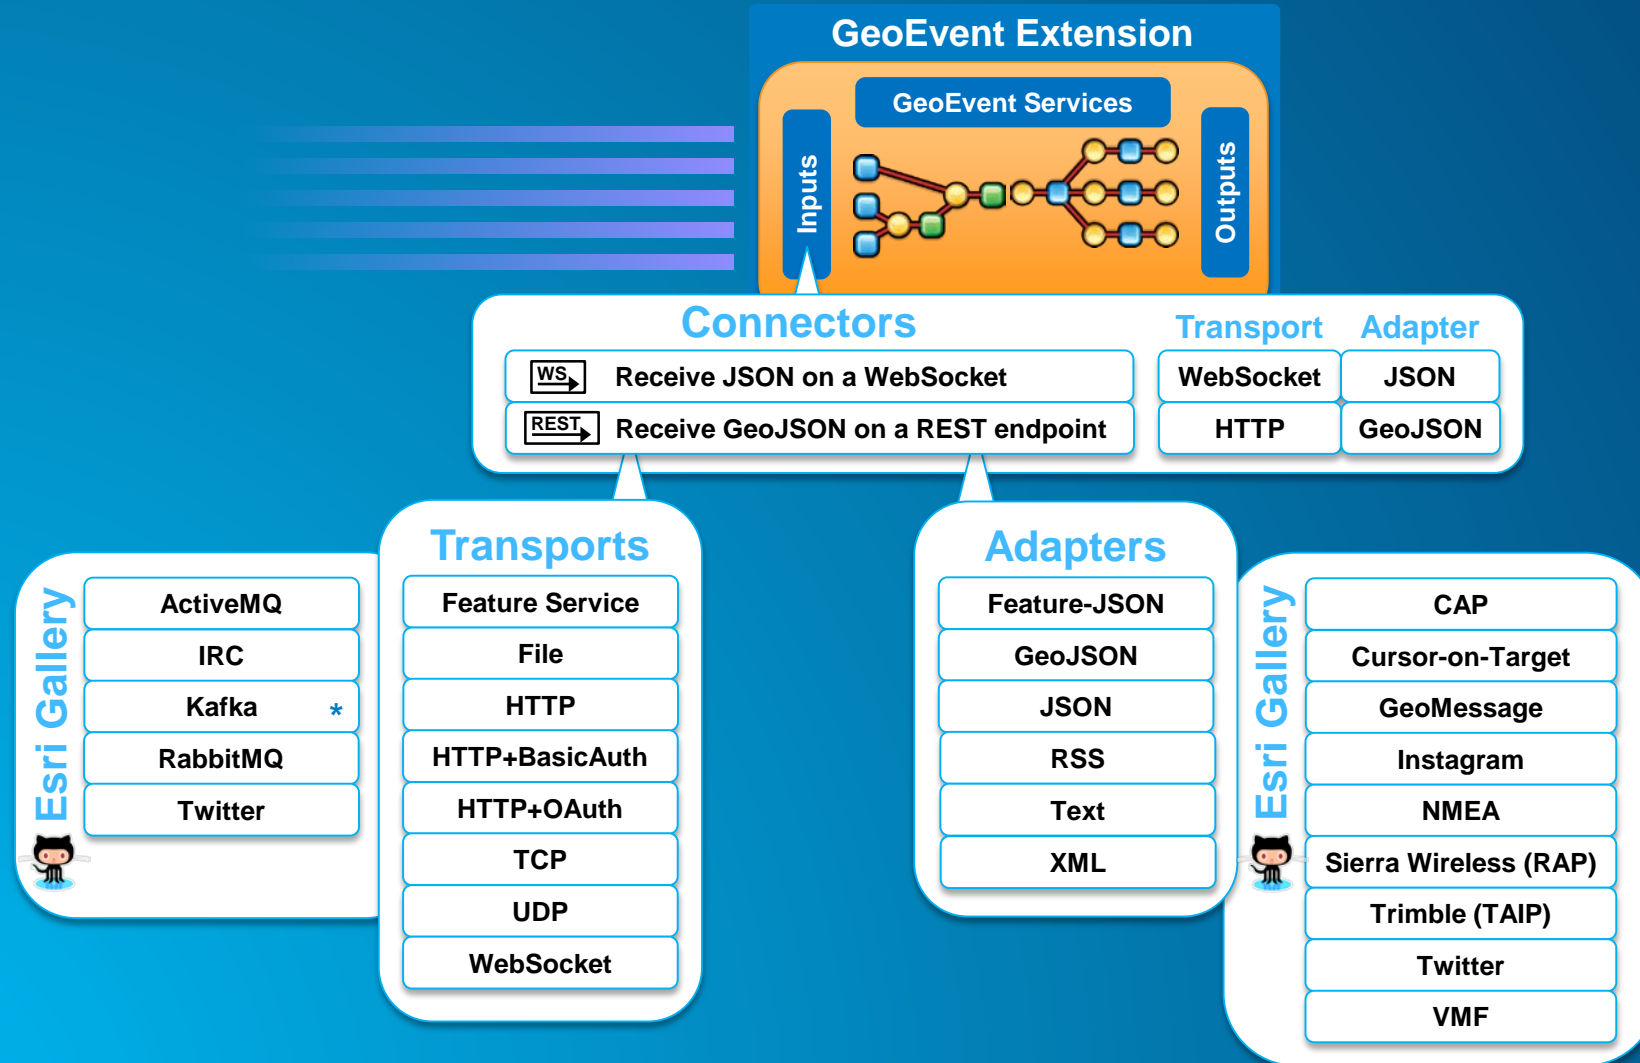 GeoEvent Extension
GeoEvent Services
Inputs
Outputs
Connectors
Transport
Adapter
WS
Receive JSON on a WebSocket
WebSocket
JSON
REST
Receive GeoJSON on a REST endpoint
HTTP
GeoJSON
Esri Gallery
ActiveMQ
IRC
Kafka *
RabbitMQ
Twitter
Transports
Feature Service
File
HTTP
HTTP+BasicAuth
HTTP+OAuth
TCP
UDP
WebSocket
Adapters
Feature-JSON
GeoJSON
JSON
RSS
Text
XML
Esri Gallery
CAP
Cursor-on-Target
GeoMessage
Instagram
NMEA
Sierra Wireless (RAP)
Trimble (TAIP)
Twitter
VMF